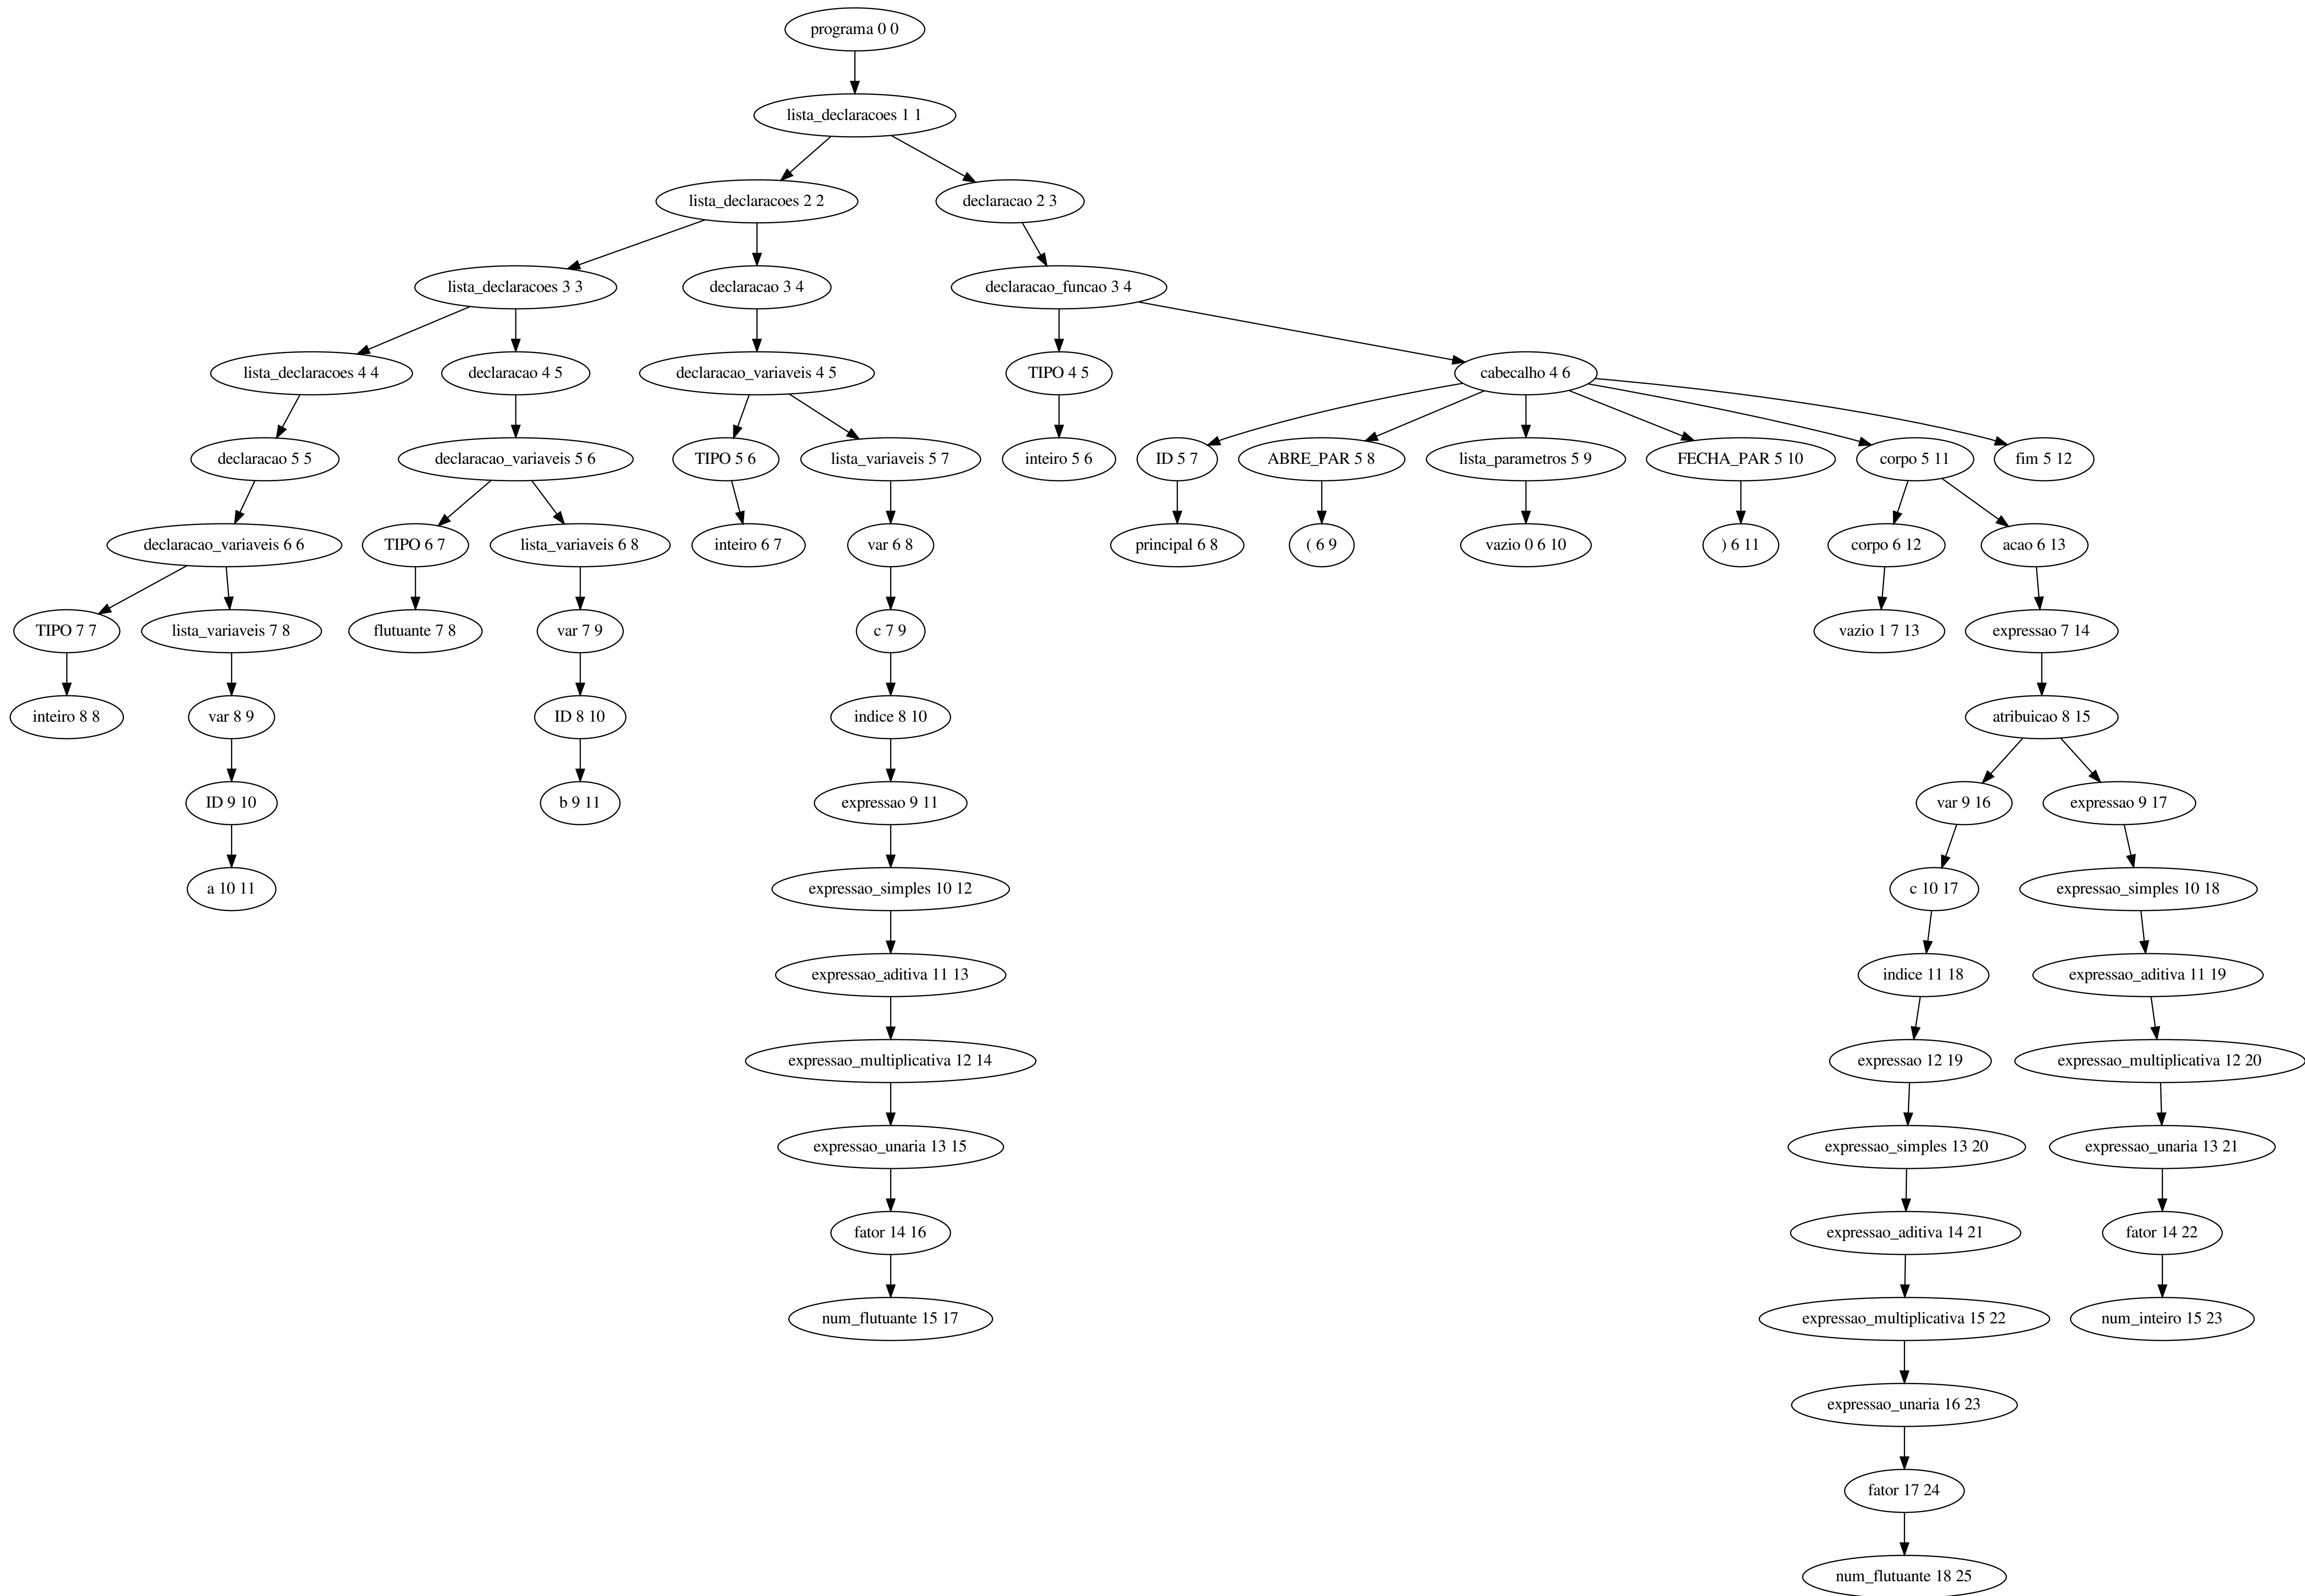 programa 0 0
lista_declaracoes 1 1
lista_declaracoes 2 2
declaracao 2 3
lista_declaracoes 3 3
declaracao 3 4
declaracao_funcao 3 4
lista_declaracoes 4 4
declaracao 4 5
declaracao_variaveis 4 5
TIPO 4 5
cabecalho 4 6
declaracao 5 5
declaracao_variaveis 5 6
TIPO 5 6
lista_variaveis 5 7
inteiro 5 6
ID 5 7
ABRE_PAR 5 8
lista_parametros 5 9
FECHA_PAR 5 10
corpo 5 11
fim 5 12
declaracao_variaveis 6 6
TIPO 6 7
lista_variaveis 6 8
inteiro 6 7
var 6 8
principal 6 8
( 6 9
vazio 0 6 10
) 6 11
corpo 6 12
acao 6 13
TIPO 7 7
lista_variaveis 7 8
flutuante 7 8
var 7 9
c 7 9
vazio 1 7 13
expressao 7 14
inteiro 8 8
var 8 9
ID 8 10
indice 8 10
atribuicao 8 15
ID 9 10
b 9 11
expressao 9 11
var 9 16
expressao 9 17
a 10 11
expressao_simples 10 12
c 10 17
expressao_simples 10 18
expressao_aditiva 11 13
indice 11 18
expressao_aditiva 11 19
expressao_multiplicativa 12 14
expressao 12 19
expressao_multiplicativa 12 20
expressao_unaria 13 15
expressao_simples 13 20
expressao_unaria 13 21
fator 14 16
expressao_aditiva 14 21
fator 14 22
num_flutuante 15 17
expressao_multiplicativa 15 22
num_inteiro 15 23
expressao_unaria 16 23
fator 17 24
num_flutuante 18 25